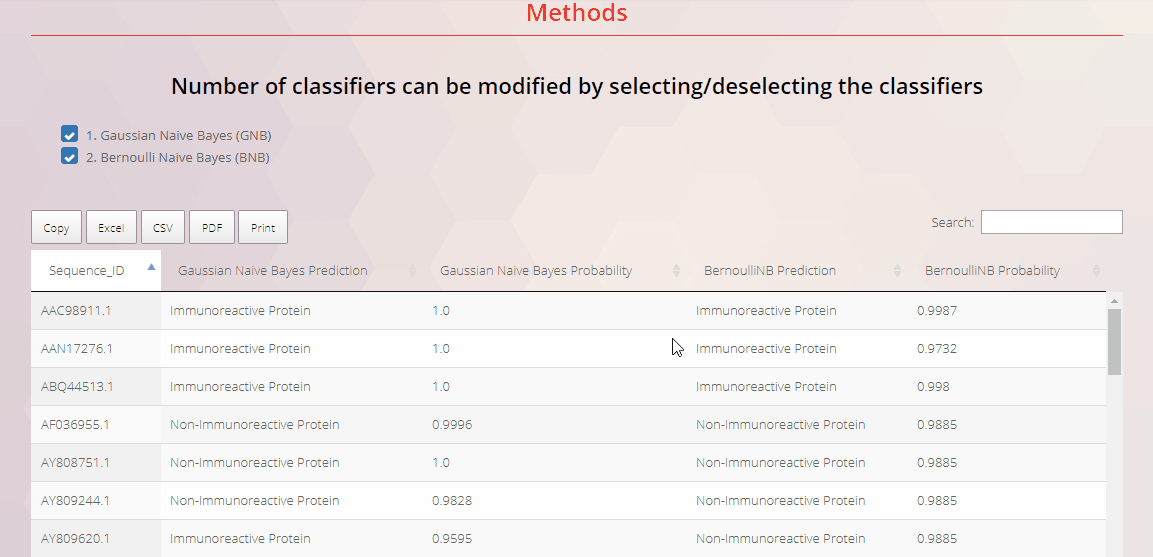 Methods
Number of classifiers can be modified by selecting/deselecting the classifiers
1. Gaussian Naive Bayes (GNB)
2. Bernoulli Naive Bayes (BNB)
Copy Excel CSV PDF Print Search:
Sequence_ID Gaussian Naive Bayes Prediction Gaussian Naive Bayes Probability BernoulliNB Prediction BernoulliNB Probability
AAC98911.1 Immunoreactive Protein 1.0 Immunoreactive Protein 0.9987
AAN17276.1 Immunoreactive Protein 1.0 Immunoreactive Protein 0.9732
ABQ44513.1 Immunoreactive Protein 1.0 Immunoreactive Protein 0.998
AF036955.1 Non-Immunoreactive Protein 0.9996 Non-Immunoreactive Protein 0.9885
AY808751.1 Non-Immunoreactive Protein 1.0 Non-Immunoreactive Protein 0.9885
AY809244.1 Non-Immunoreactive Protein 0.9828 Non-Immunoreactive Protein 0.9885
AY809620.1 Immunoreactive Protein 0.9595 Non-Immunoreactive Protein 0.9885